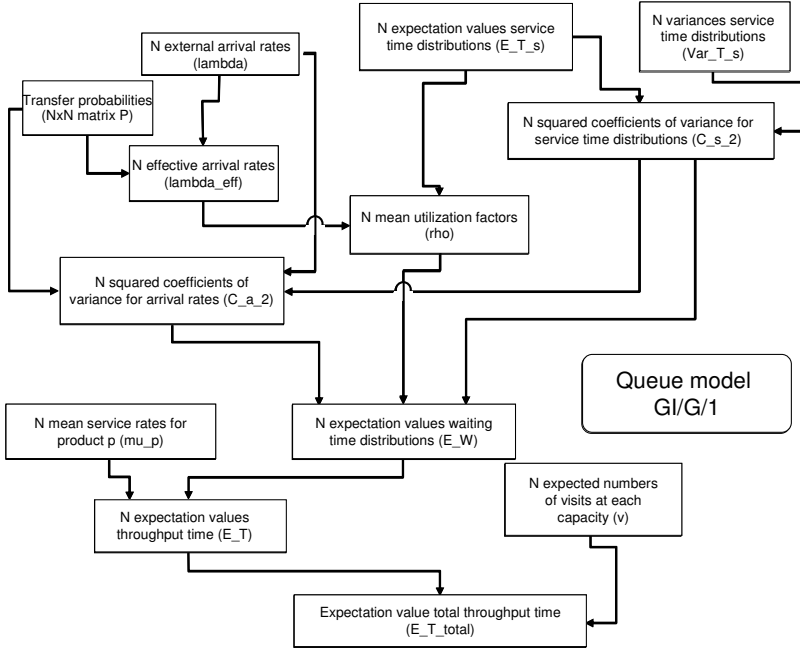 N external arrival rates
(lambda)
N expectation values service
time distributions (E_T_s)
N variances service
time distributions
(Var_T_s)
Transfer probabilities
(NxN matrix P)
N squared coefficients of variance for
service time distributions (C_s_2)
N effective arrival rates
(lambda_eff)
N mean utilization factors
(rho)
N squared coefficients of
variance for arrival rates (C_a_2)
Queue model
GI/G/1
N mean service rates for
product p (mu_p)
N expectation values waiting
time distributions (E_W)
N expected numbers
of visits at each
capacity (v)
N expectation values
throughput time (E_T)
Expectation value total throughput time
(E_T_total)